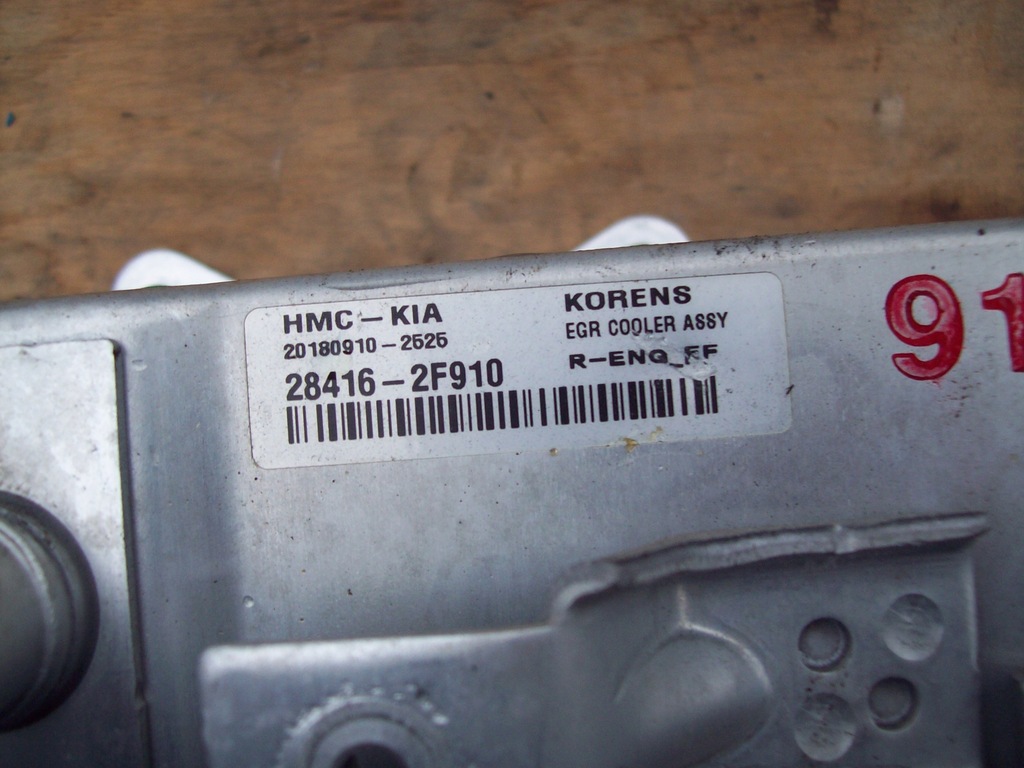 HMC-KIA
20180910-2525
28416-2F910
KORENS
EGR COOLER ASSY
R-ENG_FF
91